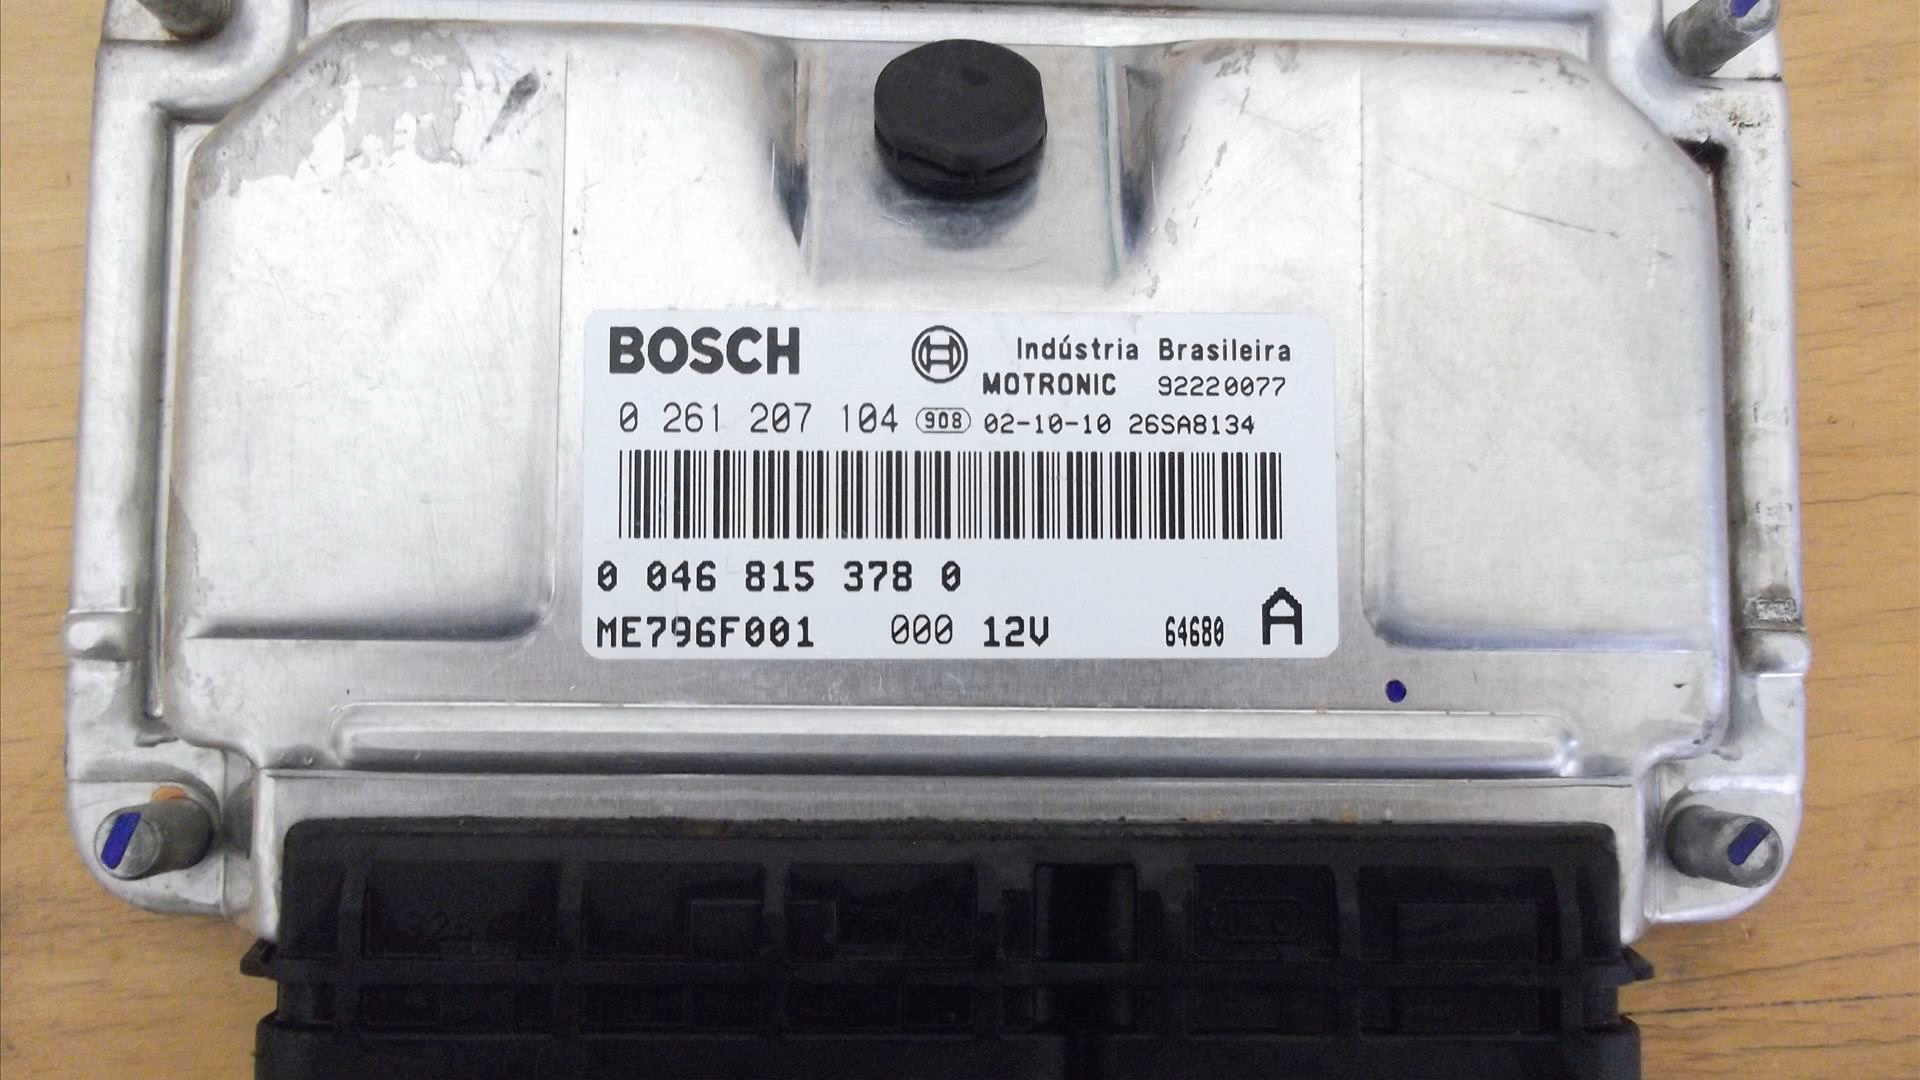 BOSCH Indústria Brasileira
MOTRONIC 92220077
0 261 207 104 908 02-10-10 26SA8134
0 046 815 378 0
ME796F001 000 12V 64680 A